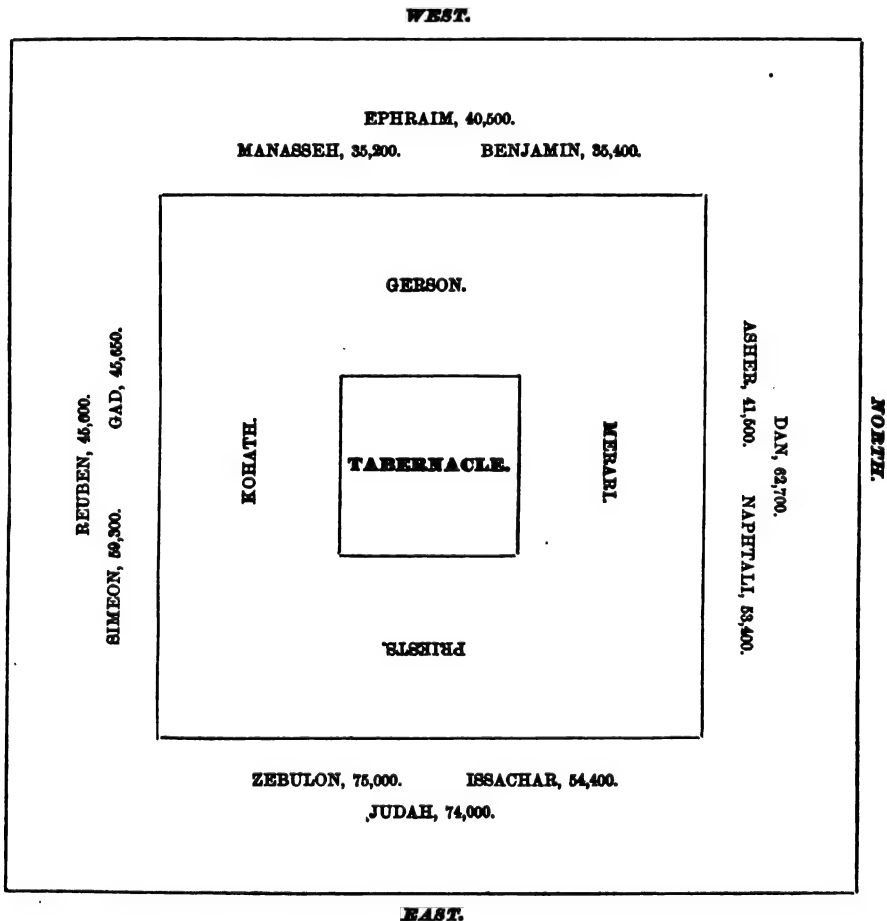 WEST.
EPHRAIM, 40,500.
MANASSEH, 35,200. BENJAMIN, 35,400.
GERSON.
REUBEN, 45,600.
GAD, 45,650.
SIMEON, 59,300.
KOHATH.
TABERNACLE.
MERARI.
ASHER, 41,500. NAPHTALI, 53,400.
DAN, 62,700.
NORTH.
PRIESTS.
ZEBULON, 75,000. ISSACHAR, 54,400.
JUDAH, 74,000.
EAST.